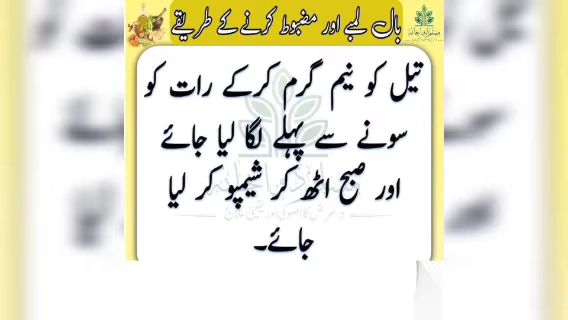 بال لمبے اور مضبوط کرنے کے طریقے
تیل کو نیم گرم کرکے رات کو
سونے سے پہلے لگا لیا جائے
اور صبح اٹھ کر شیمپو کر لیا
جائے۔